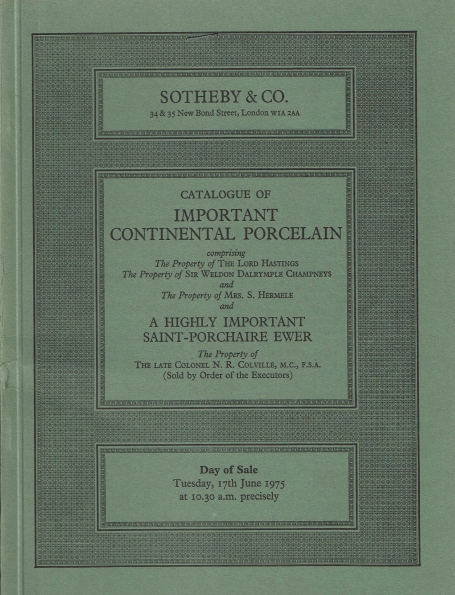 SOTHEBY & CO.
34 & 35 New Bond Street, London W1A 2AA
CATALOGUE OF
IMPORTANT
CONTINENTAL PORCELAIN
comprising
The Property of THE LORD HASTINGS
The Property of SIR WELDON DALRYMPLE CHAMPNEYS
and
The Property of MRS. S. HERMELE
and
A HIGHLY IMPORTANT
SAINT-PORCHAIRE EWER
The Property of
THE LATE COLONEL N. R. COLVILLE, M.C., F.S.A.
(Sold by Order of the Executors)
Day of Sale
Tuesday, 17th June 1975
at 10.30 a.m. precisely